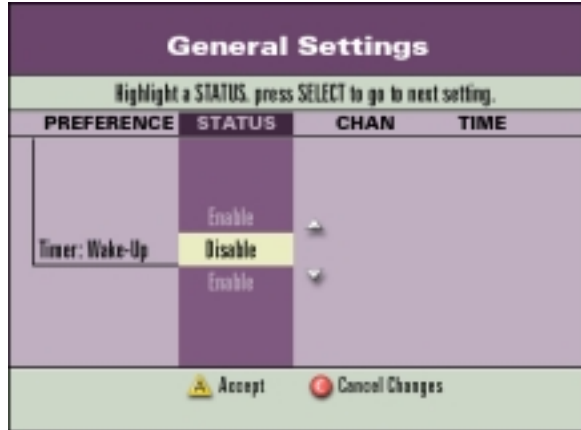 General Settings
Highlight a STATUS, press SELECT to go to next setting.
PREFERENCE STATUS CHAN TIME
Enable
Timer: Wake-Up Disable
Enable
A Accept C Cancel Changes